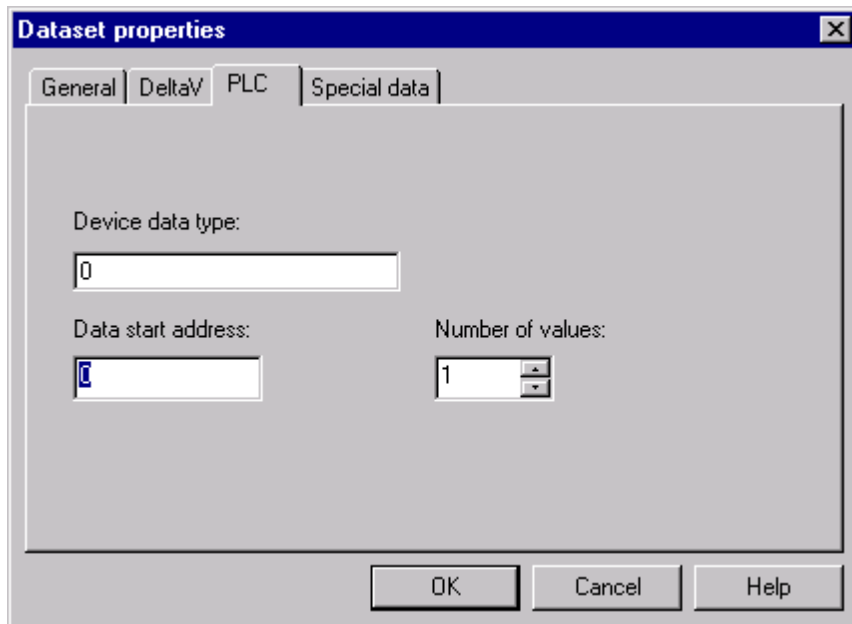 Dataset properties
General DeltaV PLC Special data
Device data type:
0
Data start address: Number of values:
0 1
OK Cancel Help